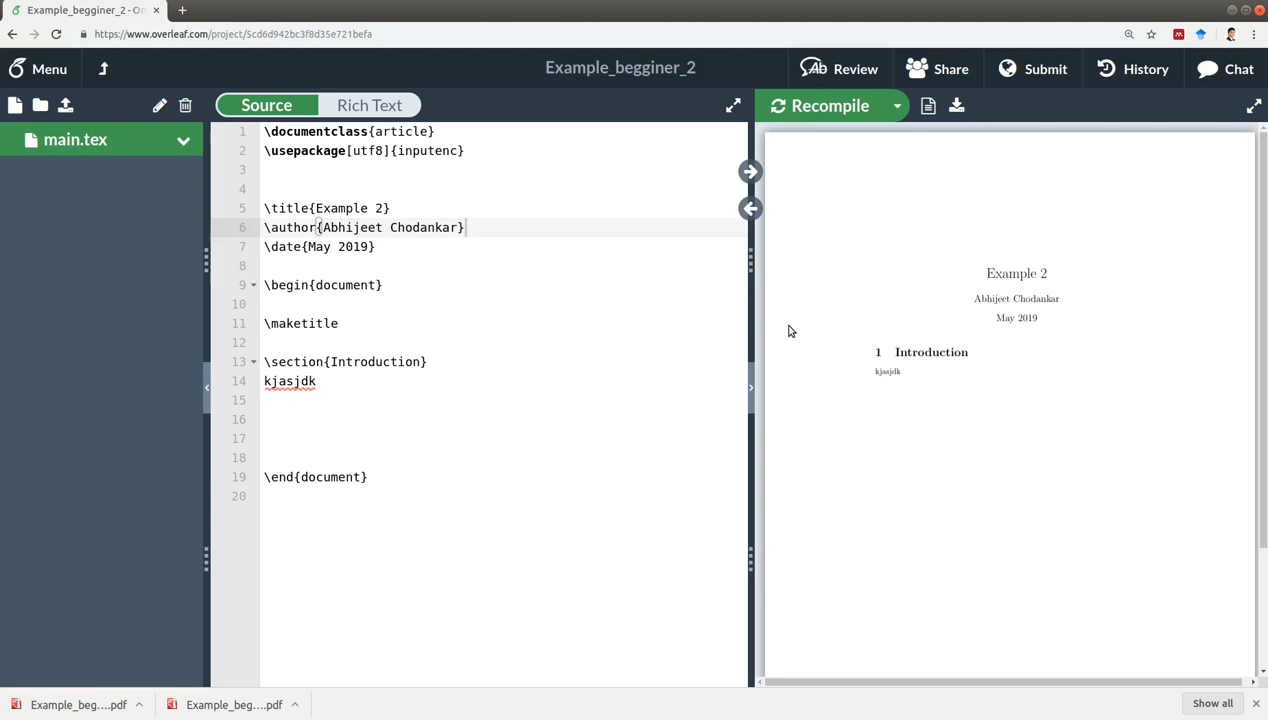 Example_begginer_2 - On
https://www.overleaf.com/project/5cd6d942bc3f8d35e721befa
Menu
Example_begginer_2
Review
Share
Submit
History
Chat
Source
Rich Text
Recompile
main.tex
1 \documentclass{article}
2 \usepackage[utf8]{inputenc}
3
4
5 \title{Example 2}
6 \author{Abhijeet Chodankar}
7 \date{May 2019}
8
9 \begin{document}
10
11 \maketitle
12
13 \section{Introduction}
14 kjasjdk
15
16
17
18
19 \end{document}
20
Example 2
Abhijeet Chodankar
May 2019
1 Introduction
kjasjdk
Example_beg....pdf
Example_beg....pdf
Show all